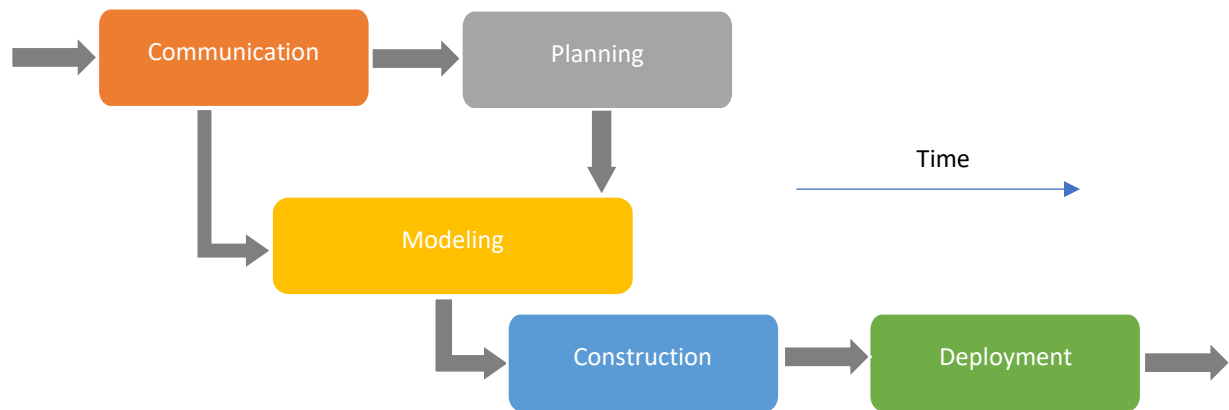 Communication
Planning
Time
Modeling
Construction
Deployment